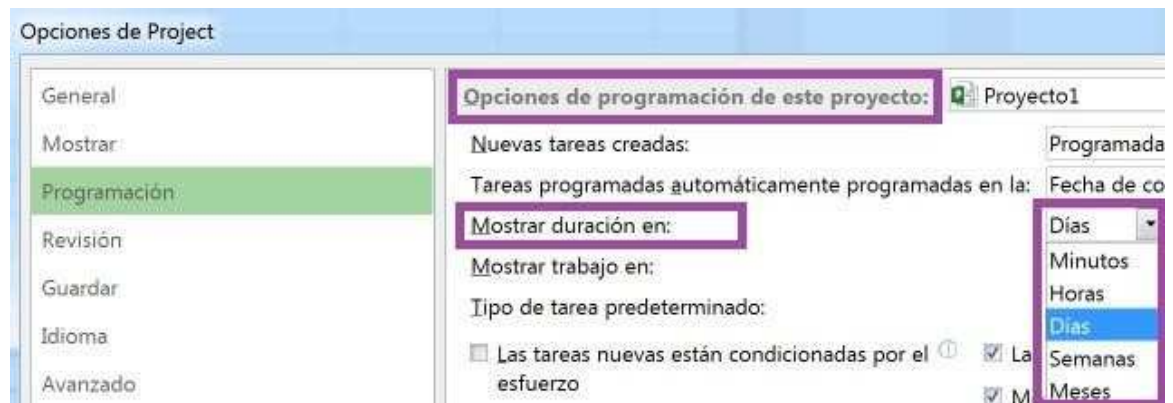 Opciones de Project
General
Mostrar
Programación
Revisión
Guardar
Idioma
Avanzado
Opciones de programación de este proyecto: Proyecto1
Nuevas tareas creadas: Programada
Tareas programadas automáticamente programadas en la: Fecha de co
Mostrar duración en: Días
Mostrar trabajo en: Minutos
Horas
Tipo de tarea predeterminado:
Días
Las tareas nuevas están condicionadas por el La Semanas
esfuerzo
M Meses